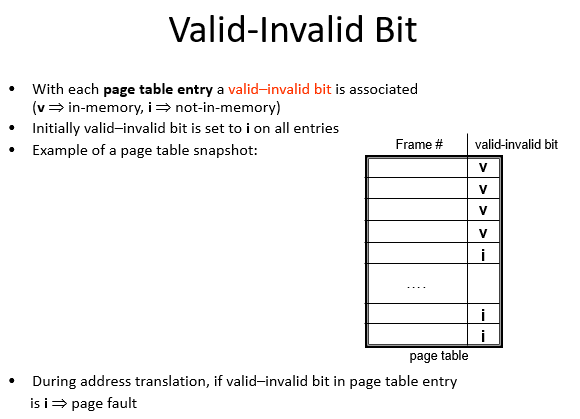 Valid-Invalid Bit
• With each page table entry a valid–invalid bit is associated
(v ⇒ in-memory, i ⇒ not-in-memory)
• Initially valid–invalid bit is set to i on all entries
• Example of a page table snapshot:
Frame # valid-invalid bit
v
v
v
v
i
....
i
i
page table
• During address translation, if valid–invalid bit in page table entry
is i ⇒ page fault